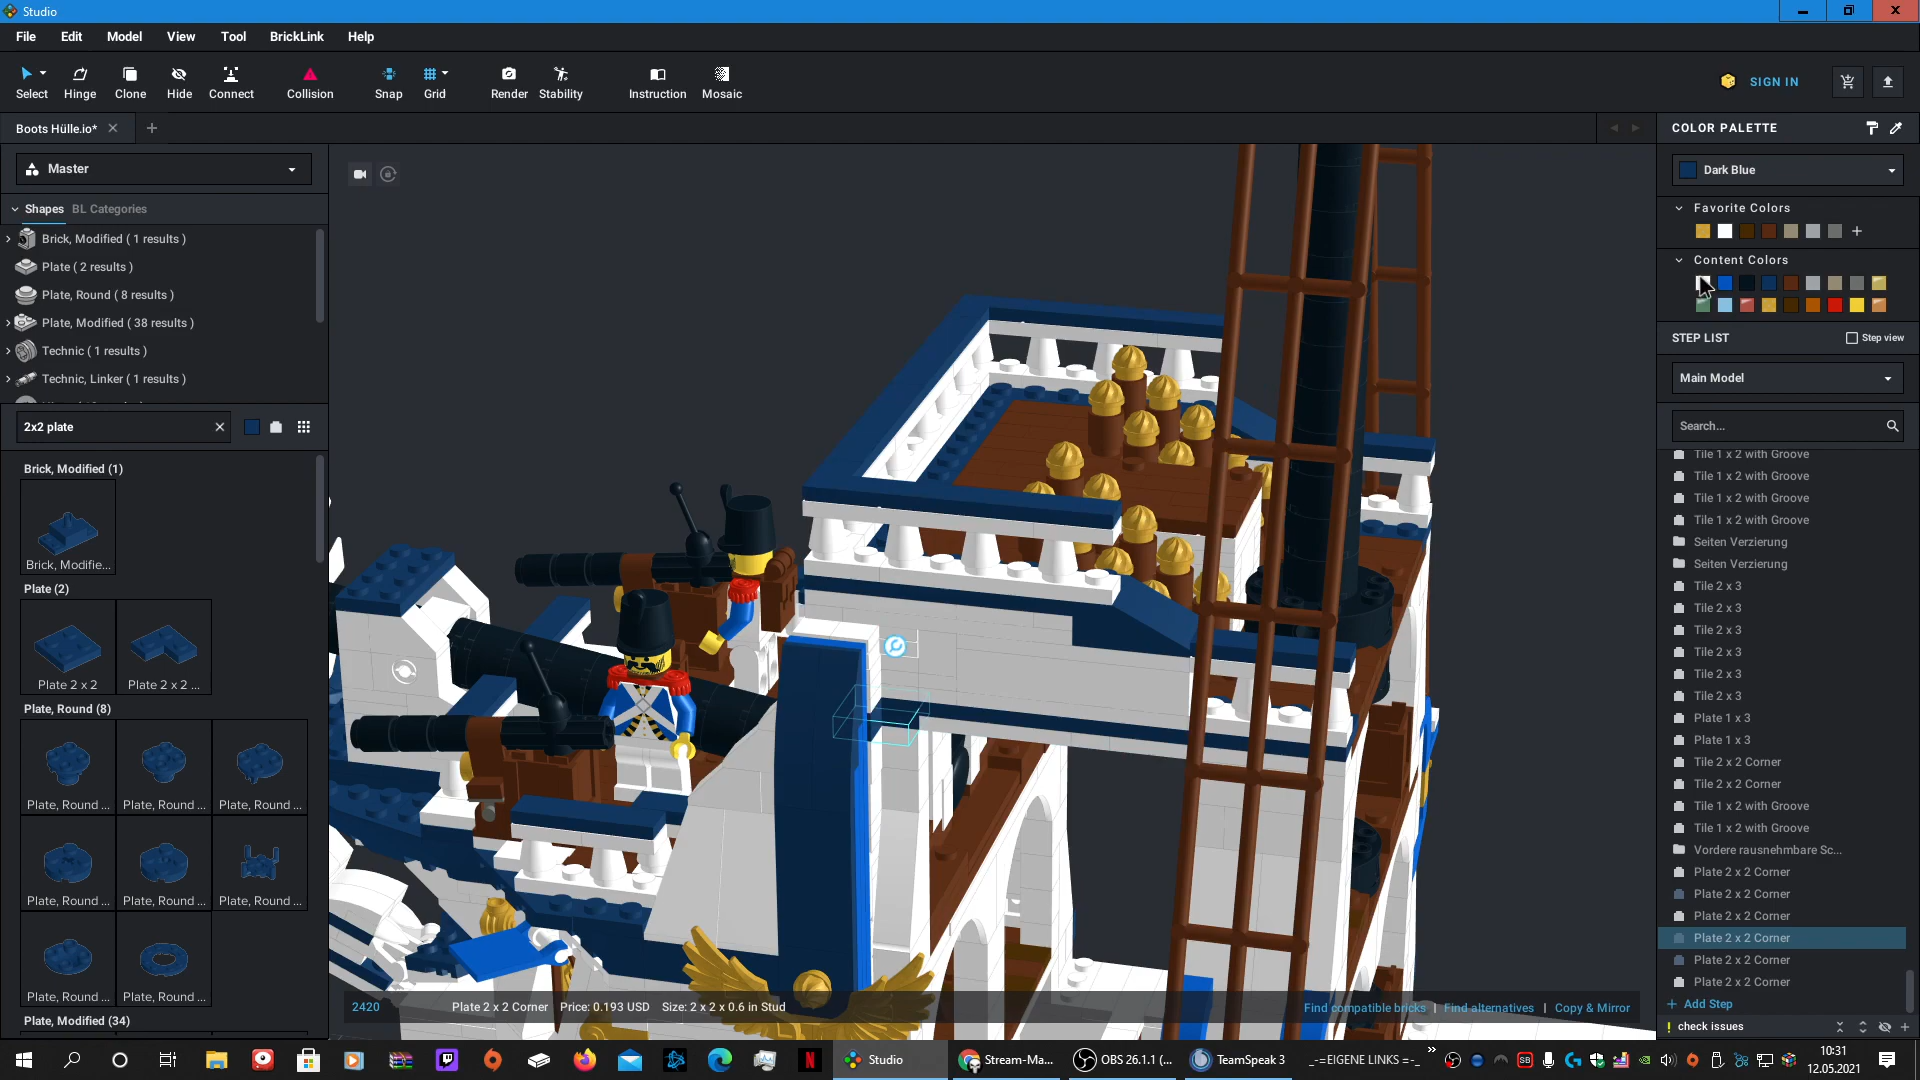 Studio
File Edit Model View Tool BrickLink Help
Select Hinge Clone Hide Connect Collision Snap Grid Render Stability Instruction Mosaic
SIGN IN
Boots Hülle.io*
Master
Shapes BL Categories
Brick, Modified ( 1 results )
Plate ( 2 results )
Plate, Round ( 8 results )
Plate, Modified ( 38 results )
Technic ( 1 results )
Technic, Linker ( 1 results )
2x2 plate
Brick, Modified (1)
Brick, Modifie...
Plate (2)
Plate 2 x 2 Plate 2 x 2 ...
Plate, Round (8)
Plate, Round ... Plate, Round ... Plate, Round ...
Plate, Round ... Plate, Round ... Plate, Round ...
Plate, Round ... Plate, Round ...
Plate, Modified (34)
2420 Plate 2 x 2 Corner Price: 0.193 USD Size: 2 x 2 x 0.6 in Stud
Find compatible bricks | Find alternatives | Copy & Mirror
COLOR PALETTE
Dark Blue
Favorite Colors
Content Colors
STEP LIST Step view
Main Model
Search...
Tile 1 x 2 with Groove
Tile 1 x 2 with Groove
Tile 1 x 2 with Groove
Tile 1 x 2 with Groove
Seiten Verzierung
Seiten Verzierung
Tile 2 x 3
Tile 2 x 3
Tile 2 x 3
Tile 2 x 3
Tile 2 x 3
Tile 2 x 3
Plate 1 x 3
Plate 1 x 3
Tile 2 x 2 Corner
Tile 2 x 2 Corner
Tile 1 x 2 with Groove
Tile 1 x 2 with Groove
Vordere rausnehmbare Sc...
Plate 2 x 2 Corner
Plate 2 x 2 Corner
Plate 2 x 2 Corner
Plate 2 x 2 Corner
Plate 2 x 2 Corner
Plate 2 x 2 Corner
+ Add Step
! check issues
Studio Stream-Ma... OBS 26.1.1 (... TeamSpeak 3 _-=EIGENE LINKS =-_ »
10:31
12.05.2021